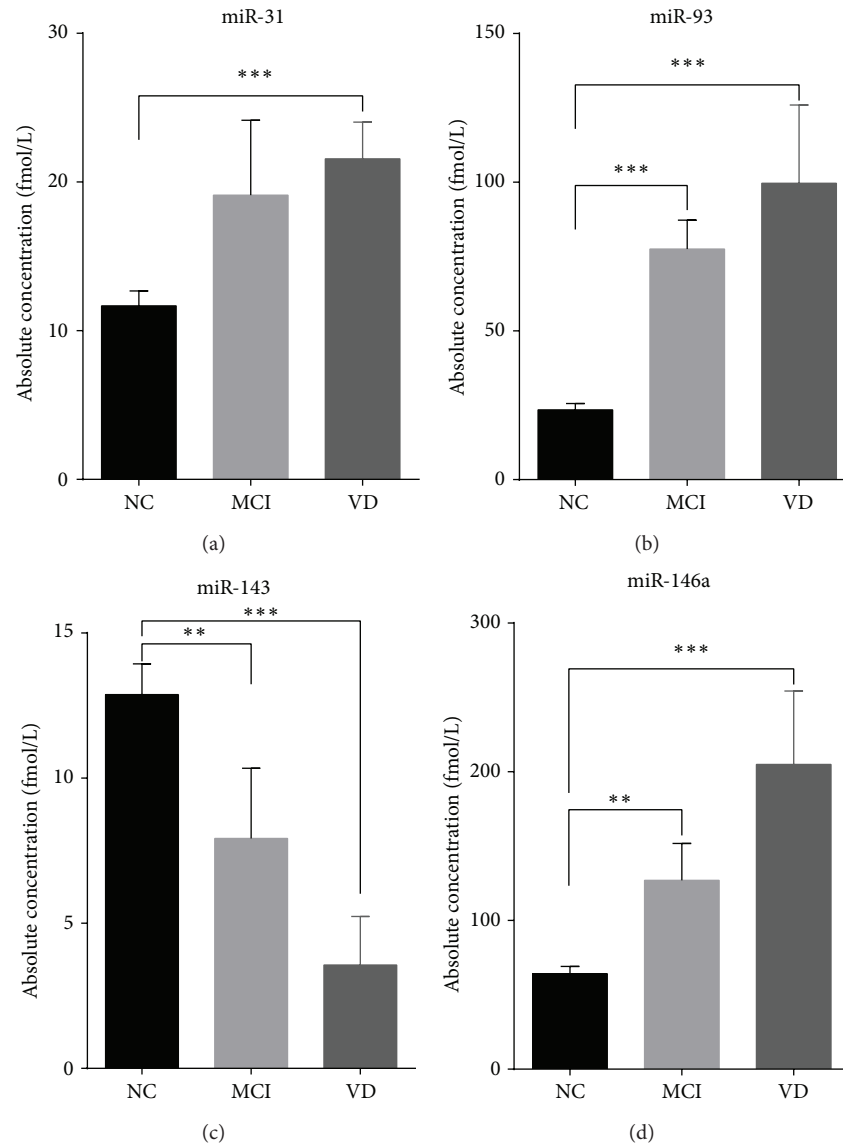 miR-31
Absolute concentration (fmol/L)
30
20
10
0
***
NC MCI VD
(a)
miR-93
Absolute concentration (fmol/L)
150
100
50
0
***
***
NC MCI VD
(b)
miR-143
Absolute concentration (fmol/L)
15
10
5
0
***
**
NC MCI VD
(c)
miR-146a
Absolute concentration (fmol/L)
300
200
100
0
***
**
NC MCI VD
(d)